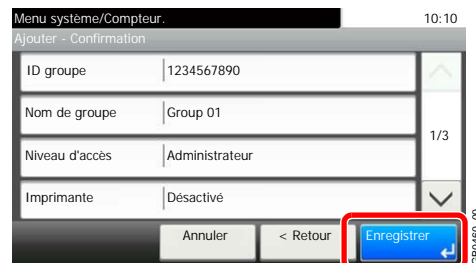 Menu système/Compteur.
10:10
Ajouter - Confirmation
ID groupe
1234567890
Nom de groupe
Group 01
1/3
Niveau d'accès
Administrateur
Imprimante
Désactivé
Annuler
< Retour
Enregistrer